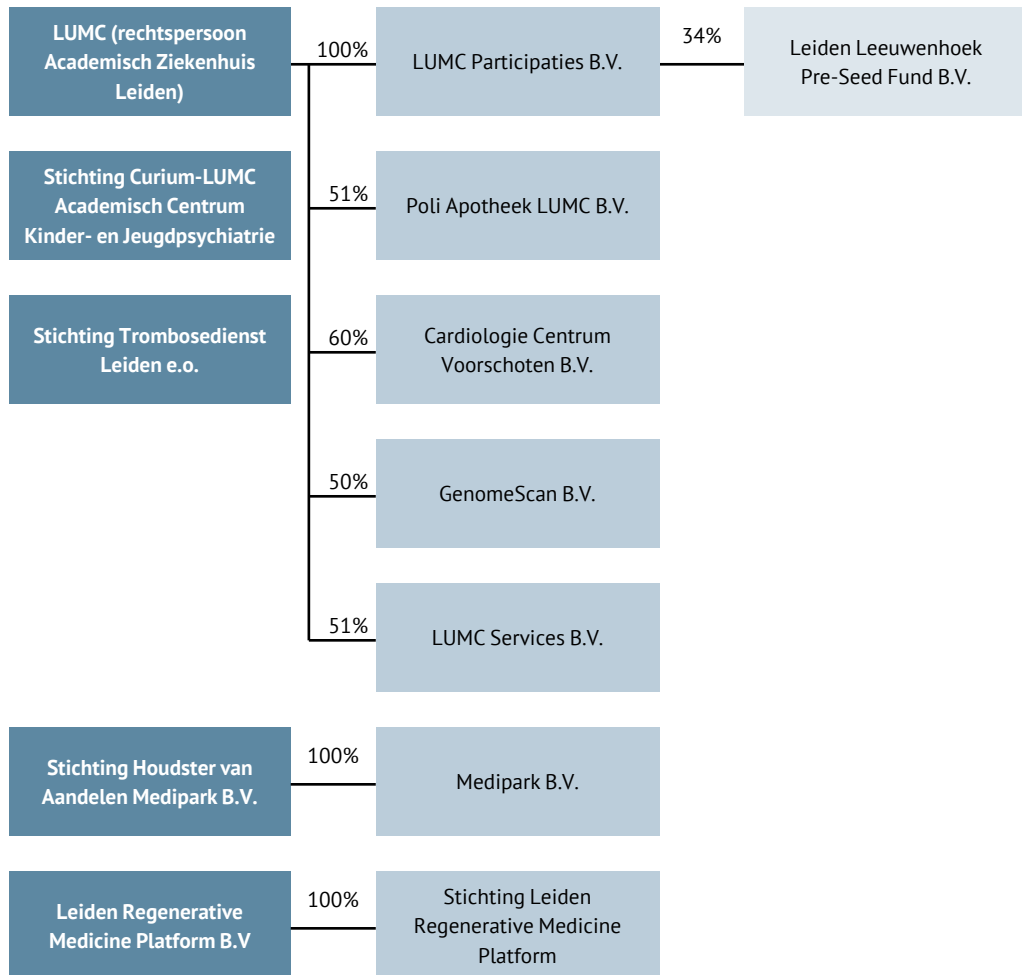 LUMC (rechtspersoon
Academisch Ziekenhuis
Leiden)
100%
LUMC Participaties B.V.
34%
Leiden Leeuwenhoek
Pre-Seed Fund B.V.
Stichting Curium-LUMC
Academisch Centrum
Kinder- en Jeugdpsychiatrie
51%
Poli Apotheek LUMC B.V.
Stichting Trombosedienst
Leiden e.o.
60%
Cardiologie Centrum
Voorschoten B.V.
50%
GenomeScan B.V.
51%
LUMC Services B.V.
Stichting Houdster van
Aandelen Medipark B.V.
100%
Medipark B.V.
Leiden Regenerative
Medicine Platform B.V
100%
Stichting Leiden
Regenerative Medicine
Platform